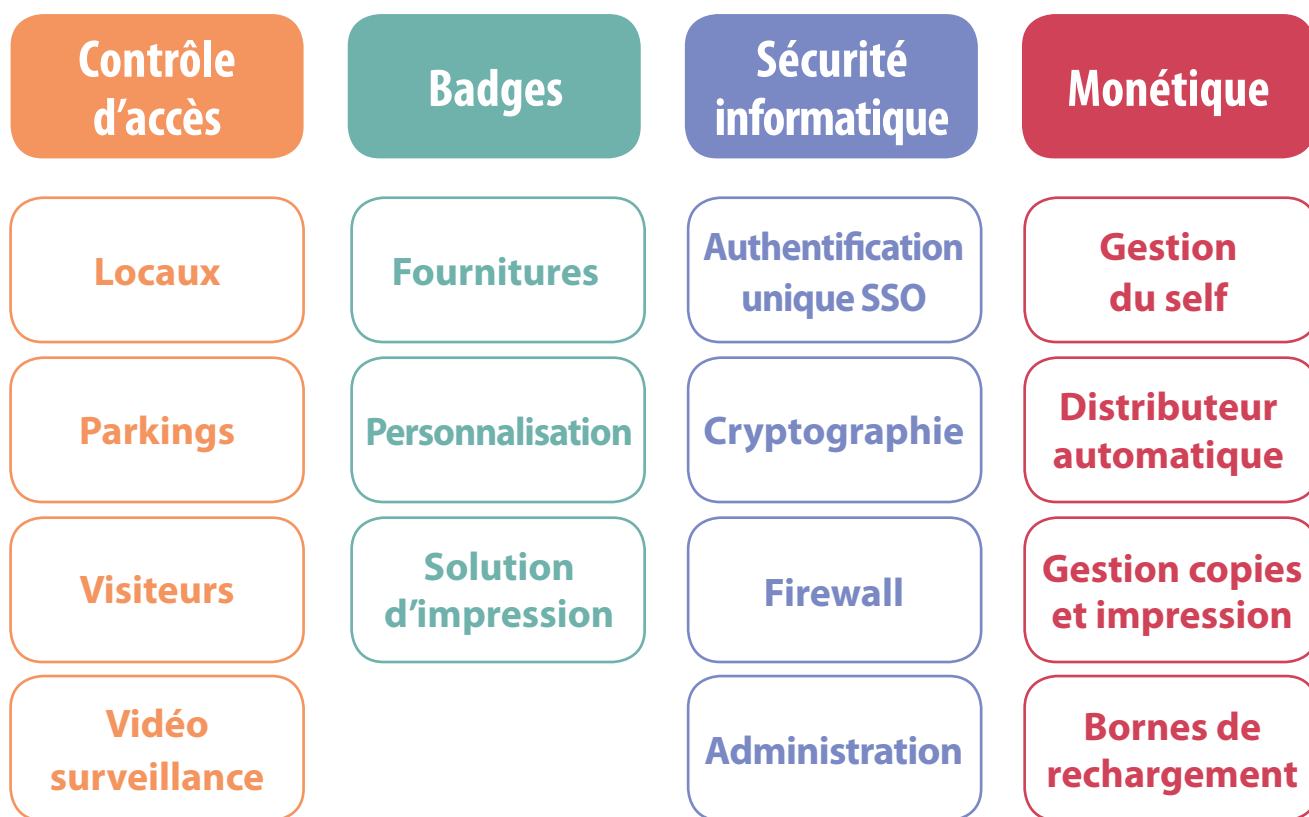 Contrôle
d’accès
Badges
Sécurité
informatique
Monétique
Locaux
Fournitures
Authentification
unique SSO
Gestion
du self
Parkings
Personnalisation
Cryptographie
Distributeur
automatique
Visiteurs
Solution
d’impression
Firewall
Gestion copies
et impression
Vidéo
surveillance
Administration
Bornes de
rechargement